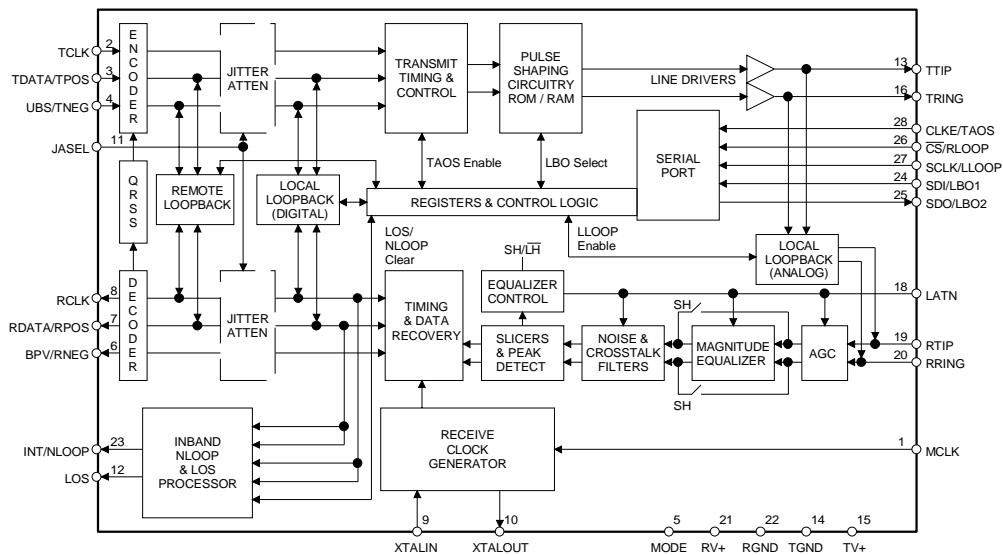 TCLK 2
TDATA/TPOS 3
UBS/TNEG 4
JASEL 11
ENCODER
JITTER
ATTEN
TRANSMIT
TIMING &
CONTROL
PULSE
SHAPING
CIRCUITRY
ROM / RAM
LINE DRIVERS
13 TTIP
16 TRING
28 CLKE/TAOS
26 CS/RLOOP
27 SCLK/LLOOP
24 SDI/LBO1
25 SDO/LBO2
SERIAL
PORT
TAOS Enable
LBO Select
QRSS
REMOTE
LOOPBACK
LOCAL
LOOPBACK
(DIGITAL)
REGISTERS & CONTROL LOGIC
LOS/
NLOOP
Clear
LLOOP
Enable
SH/LH
LOCAL
LOOPBACK
(ANALOG)
RCLK 8
RDATA/RPOS 7
BPV/RNEG 6
DECODER
JITTER
ATTEN
TIMING
& DATA
RECOVERY
EQUALIZER
CONTROL
SLICERS
& PEAK
DETECT
NOISE &
CROSSTALK
FILTERS
SH
MAGNITUDE
EQUALIZER
SH
AGC
18 LATN
19 RTIP
20 RRING
INT/NLOOP 23
LOS 12
INBAND
NLOOP
& LOS
PROCESSOR
RECEIVE
CLOCK
GENERATOR
1 MCLK
9 10 5 21 22 14 15
XTALIN XTALOUT MODE RV+ RGND TGND TV+